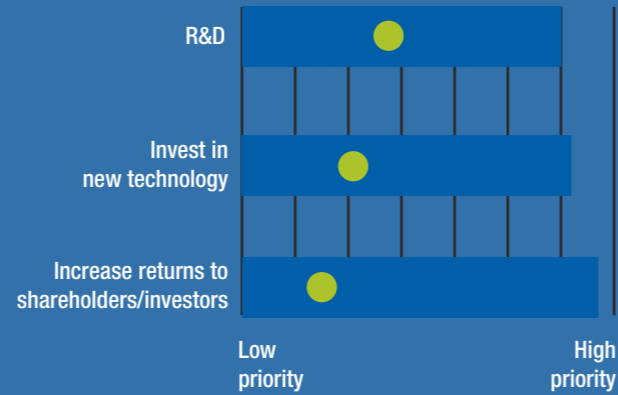 R&D
Invest in
new technology
Increase returns to
shareholders/investors
Low
priority
High
priority